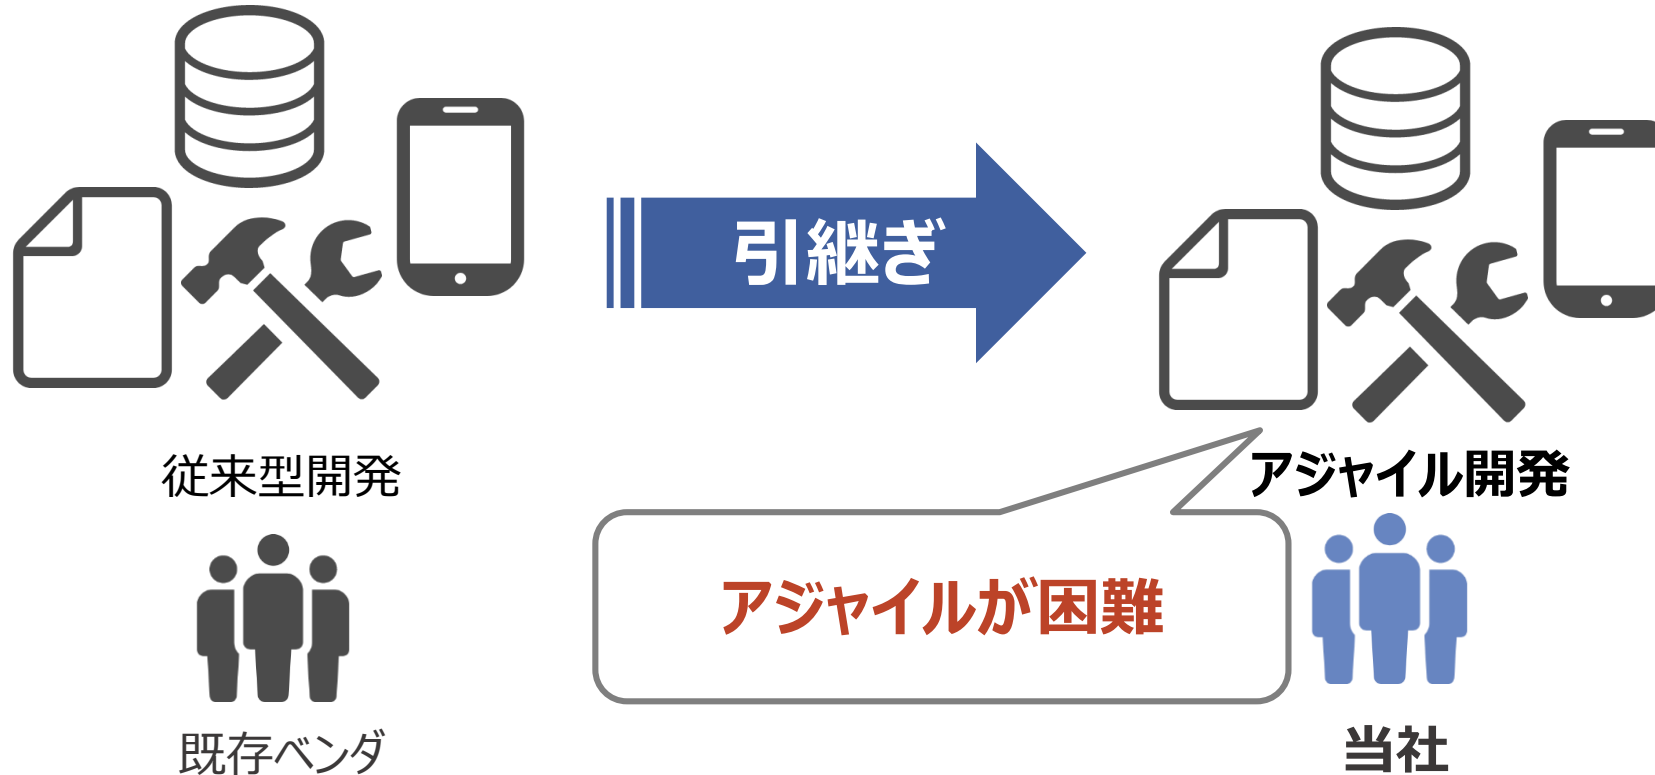 引継ぎ
従来型開発
アジャイル開発
アジャイルが困難
既存ベンダ
当社